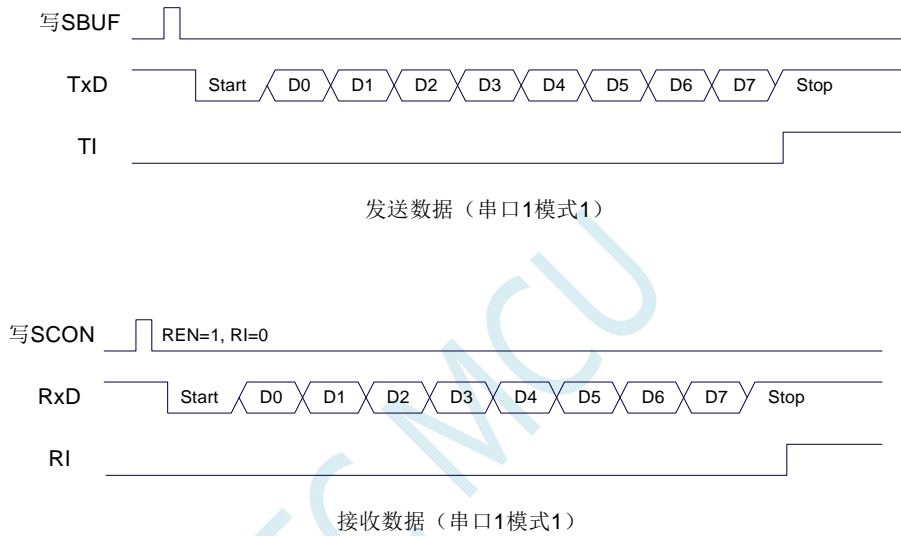 写SBUF
TxD Start D0 D1 D2 D3 D4 D5 D6 D7 Stop
TI
发送数据（串口1模式1）
写SCON REN=1, RI=0
RxD Start D0 D1 D2 D3 D4 D5 D6 D7 Stop
RI
接收数据（串口1模式1）
MCU